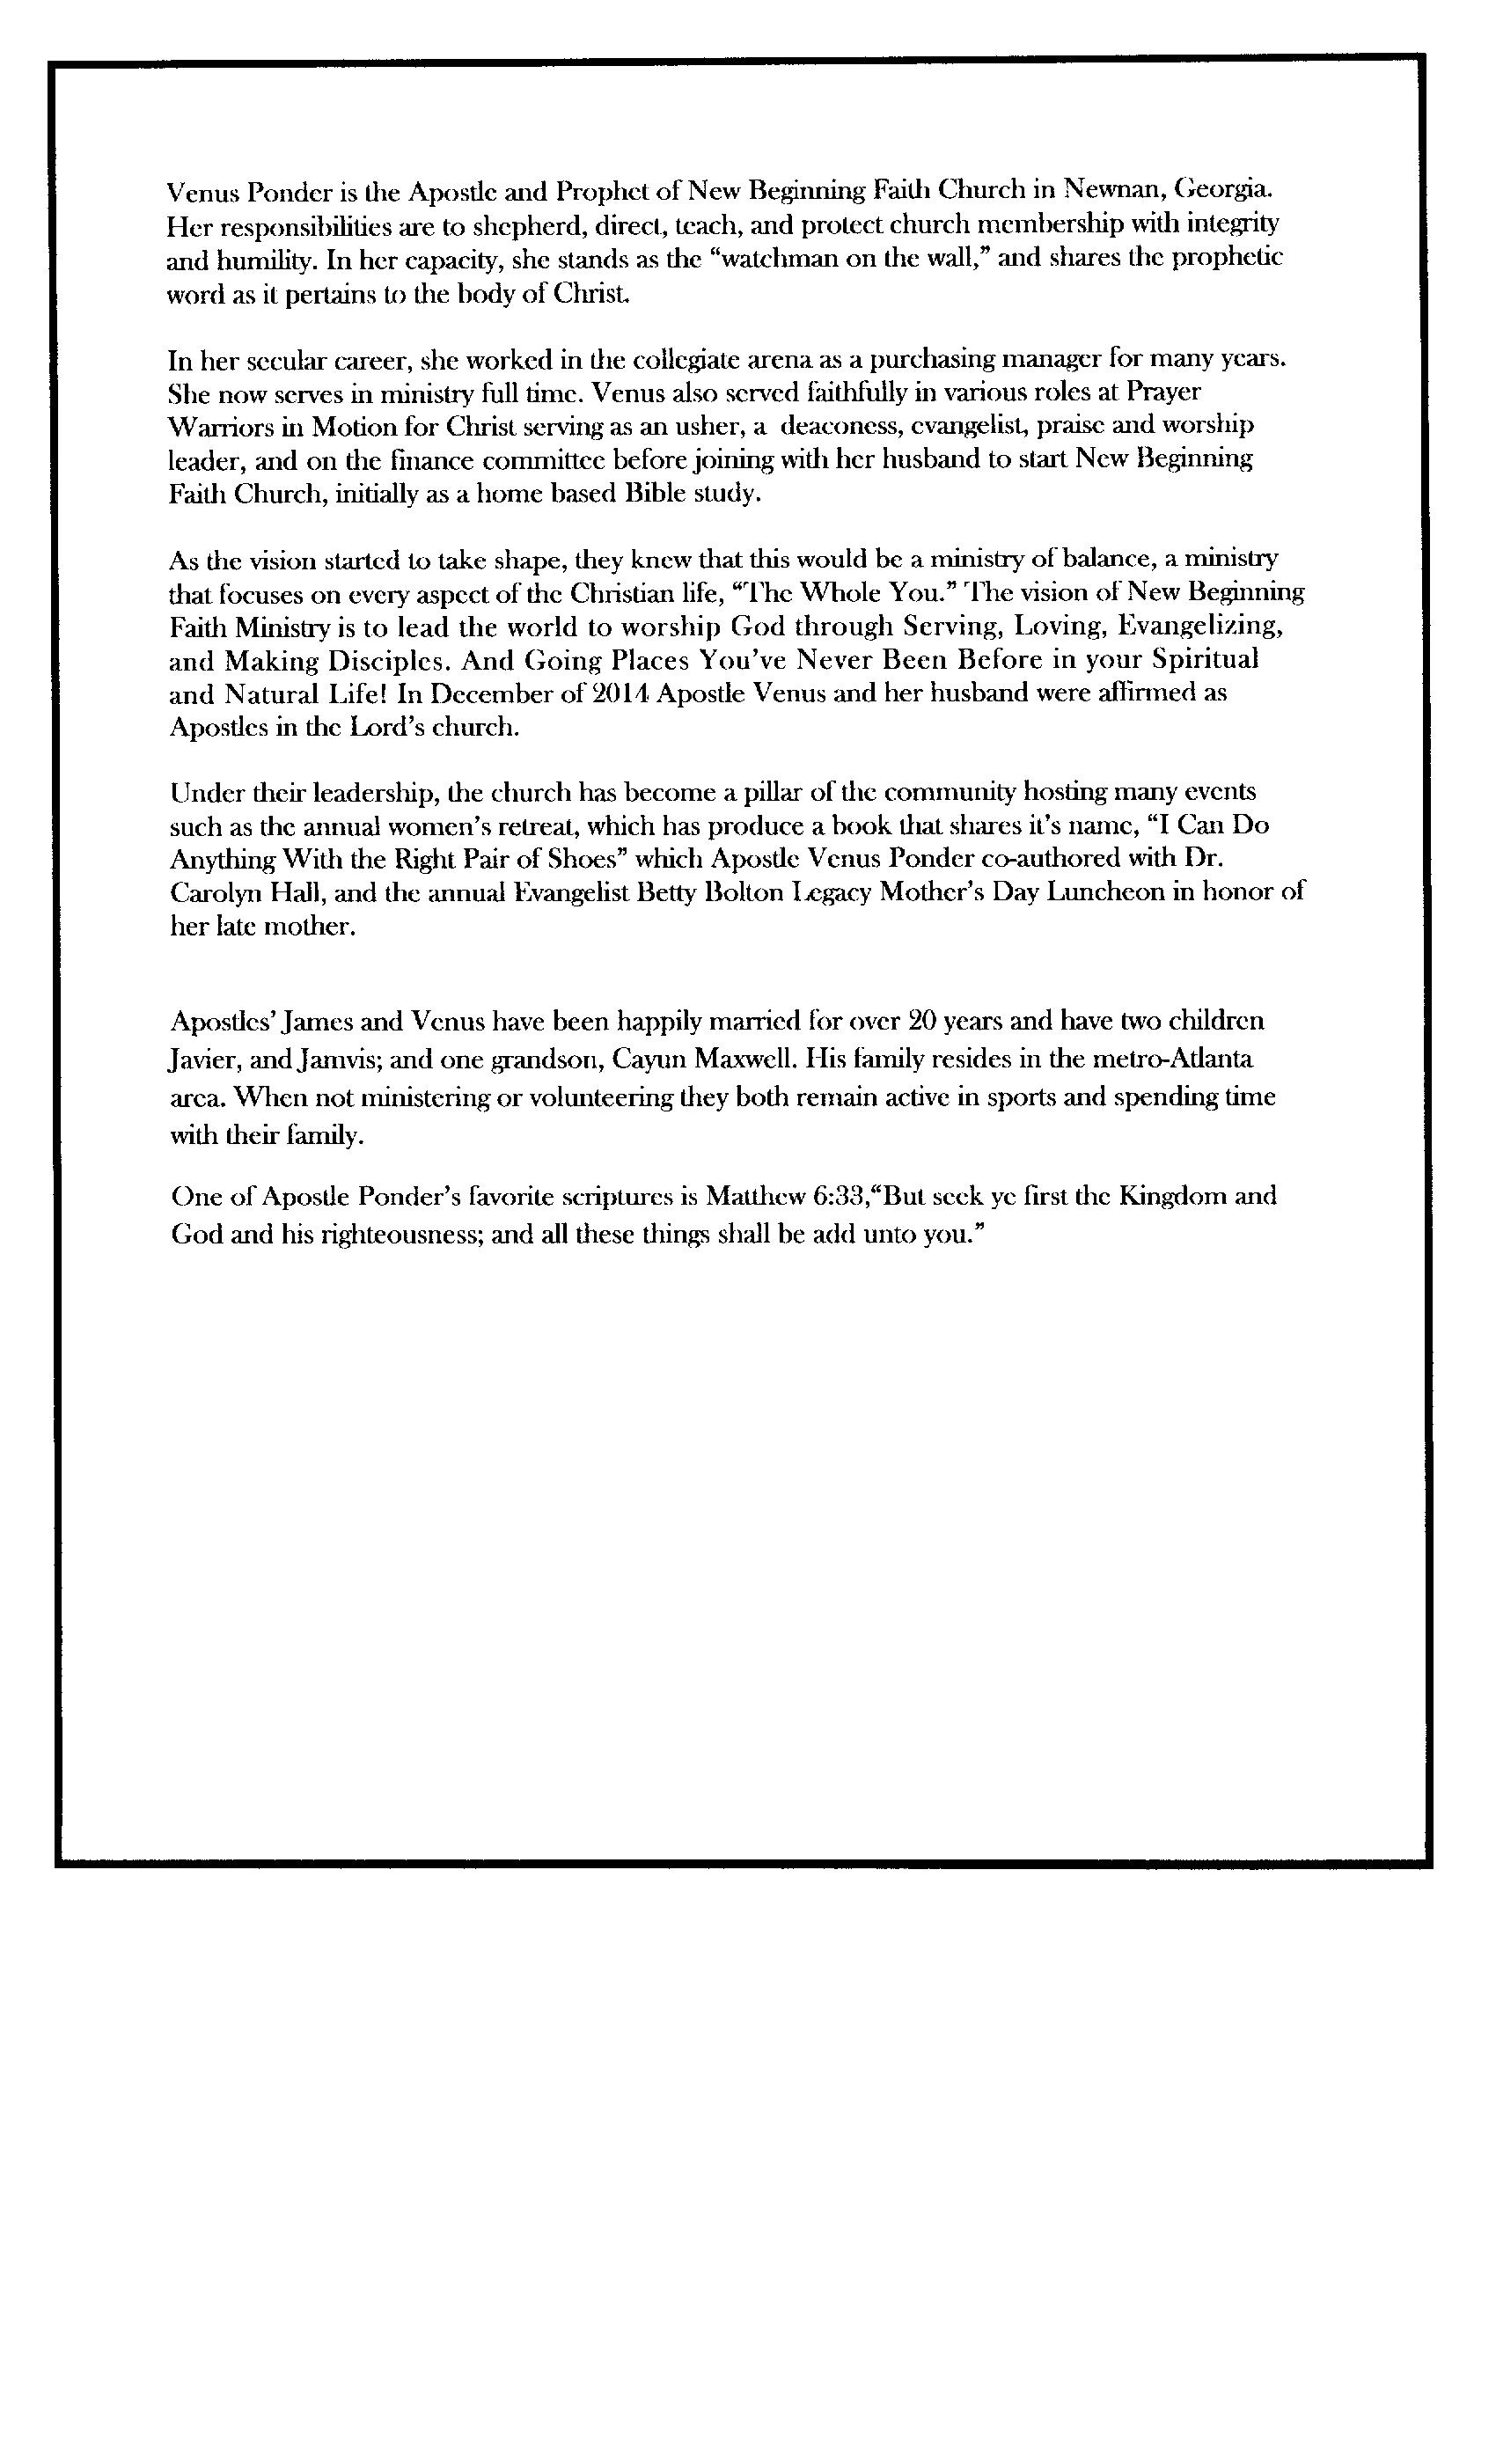 Venus Ponder is the Apostle and Prophet of New Beginning Faith Church in Newnan, Georgia.
Her responsibilities are to shepherd, direct, teach, and protect church membership with integrity
and humility. In her capacity, she stands as the “watchman on the wall,” and shares the prophetic
word as it pertains to the body of Christ.
In her secular career, she worked in the collegiate arena as a purchasing manager for many years.
She now serves in ministry full time. Venus also served faithfully in various roles at Prayer
Warriors in Motion for Christ serving as an usher, a  deaconess, evangelist, praise and worship
leader, and on the finance committee before joining with her husband to start New Beginning
Faith Church, initially as a home based Bible study.
As the vision started to take shape, they knew that this would be a ministry of balance, a ministry
that focuses on every aspect of the Christian life, “The Whole You.” The vision of New Beginning
Faith Ministry is to lead the world to worship God through Serving, Loving, Evangelizing,
and Making Disciples. And Going Places You’ve Never Been Before in your Spiritual
and Natural Life! In December of 2014 Apostle Venus and her husband were affirmed as
Apostles in the Lord’s church.
Under their leadership, the church has become a pillar of the community hosting many events
such as the annual women’s retreat, which has produce a book that shares it’s name, “I Can Do
Anything With the Right Pair of Shoes” which Apostle Venus Ponder co-authored with Dr.
Carolyn Hall, and the annual Evangelist Betty Bolton Legacy Mother’s Day Luncheon in honor of
her late mother.
Apostles’ James and Venus have been happily married for over 20 years and have two children
Javier, and Jamvis; and one grandson, Cayun Maxwell. His family resides in the metro-Atlanta
area. When not ministering or volunteering they both remain active in sports and spending time
with their family.
One of Apostle Ponder’s favorite scriptures is Matthew 6:33,“But seek ye first the Kingdom and
God and his righteousness; and all these things shall be add unto you.”